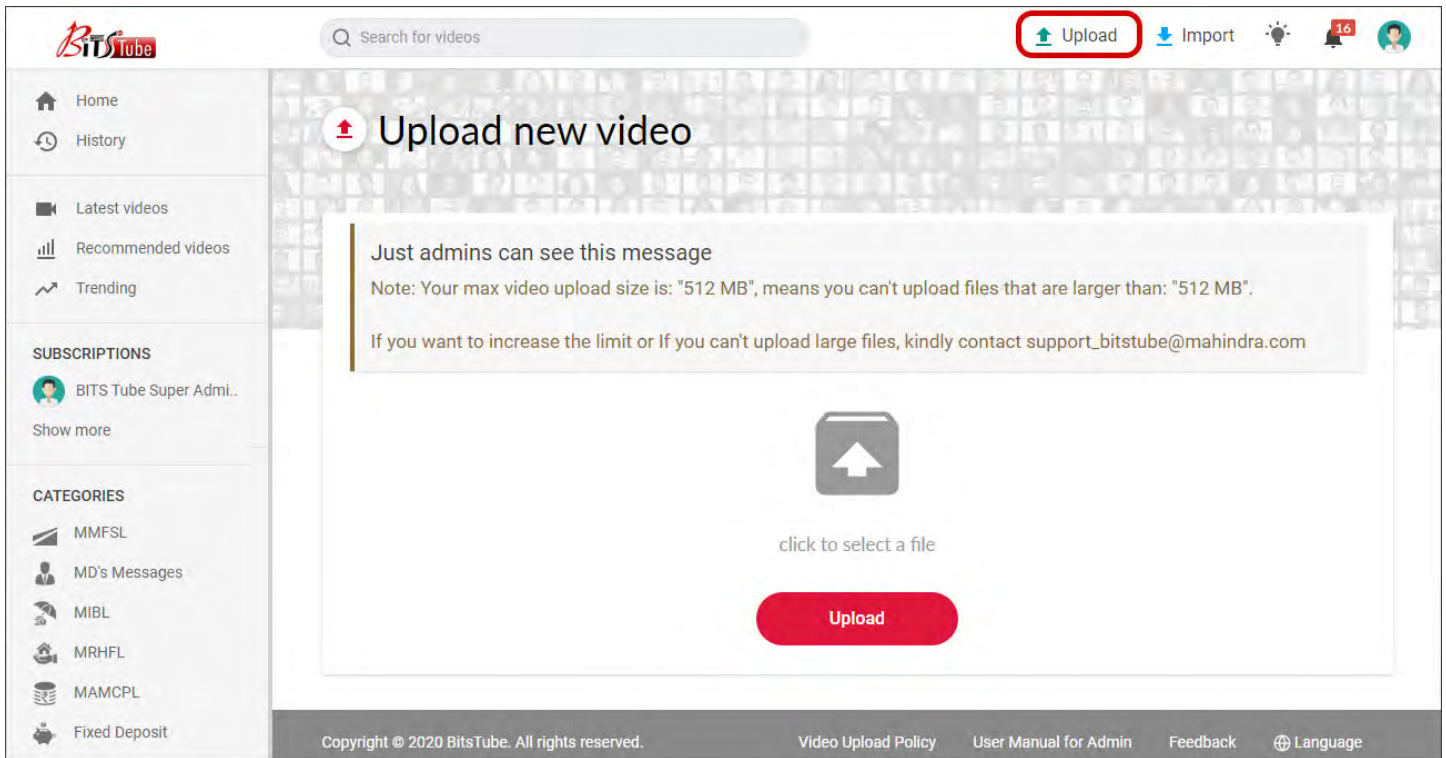 BiTS Tube
Search for videos
Upload
Import
16
Home
History
Latest videos
Recommended videos
Trending
SUBSCRIPTIONS
BITS Tube Super Admi..
Show more
CATEGORIES
MMFSL
MD's Messages
MIBL
MRHFL
MAMCPL
Fixed Deposit
Upload new video
Just admins can see this message
Note: Your max video upload size is: "512 MB", means you can't upload files that are larger than: "512 MB".
If you want to increase the limit or If you can't upload large files, kindly contact support_bitstube@mahindra.com
click to select a file
Upload
Copyright © 2020 BitsTube. All rights reserved.
Video Upload Policy
User Manual for Admin
Feedback
Language